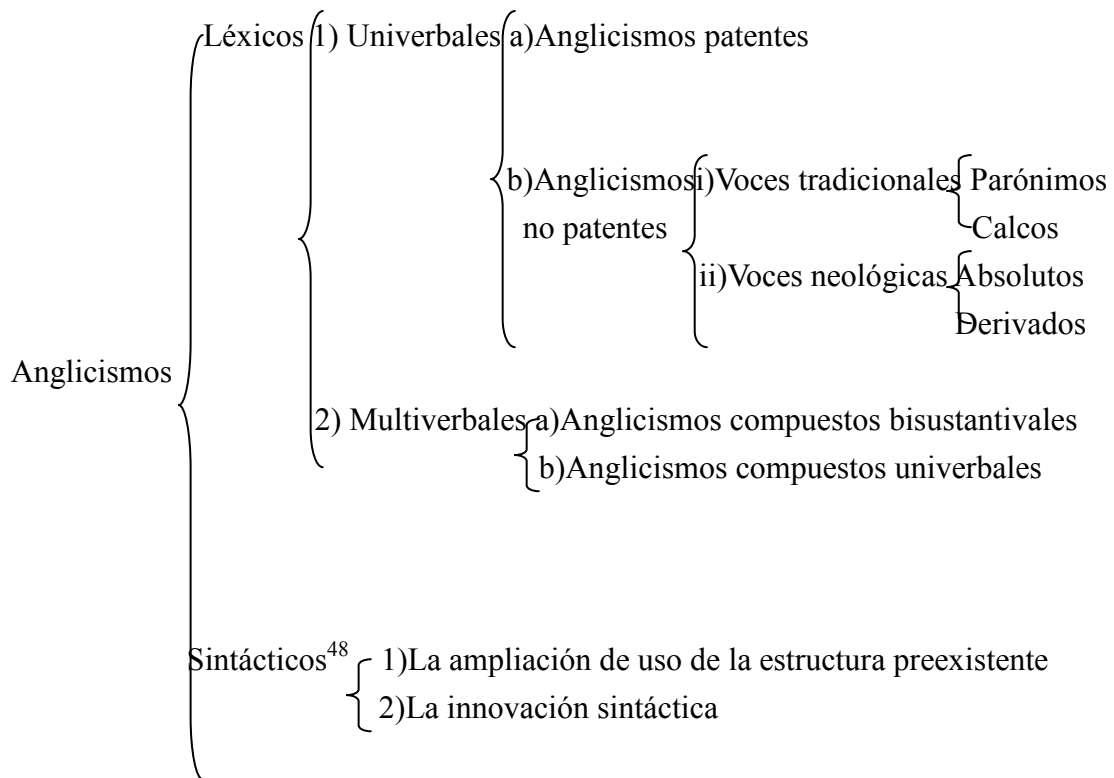 Léxicos 1) Univerbales a)Anglicismos patentes
b)Anglicismos i)Voces tradicionales Parónimos
no patentes Calcos
ii)Voces neológicas Absolutos
Derivados
Anglicismos
2) Multiverbales a)Anglicismos compuestos bisustantivales
b)Anglicismos compuestos univerbales
Sintácticos48 1)La ampliación de uso de la estructura preexistente
2)La innovación sintáctica